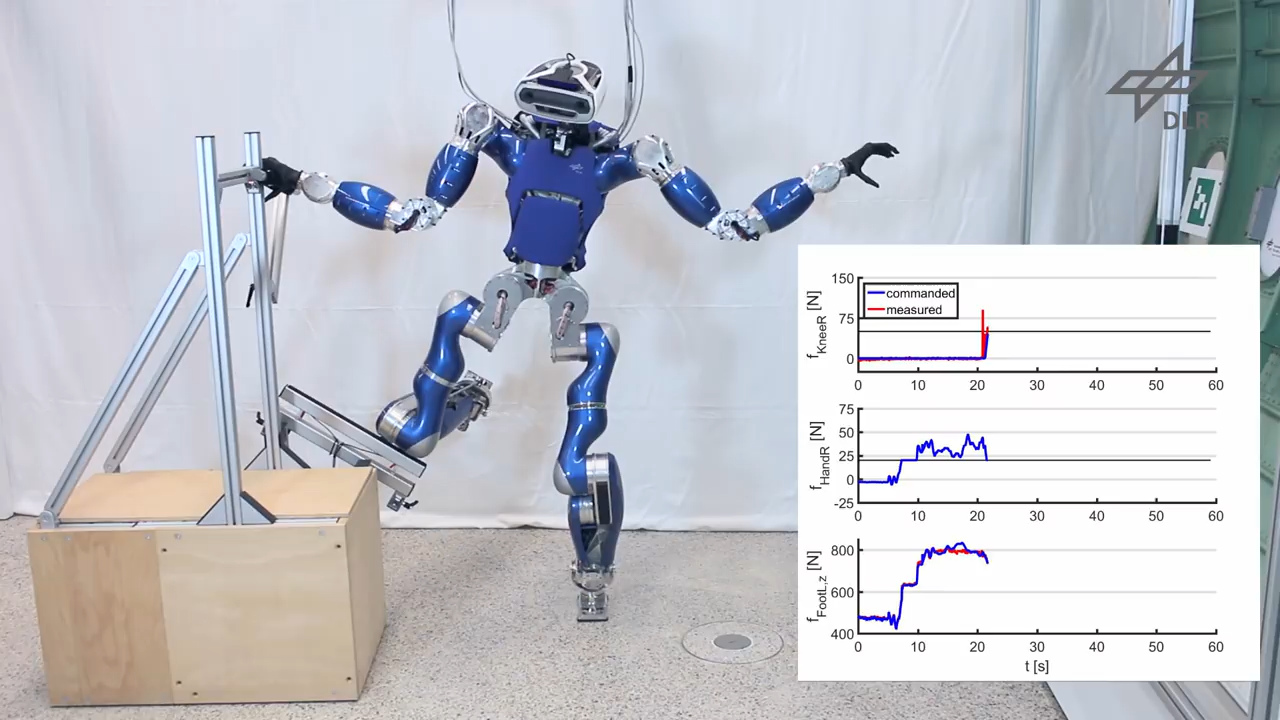 DLR
150
75
0
f_KneeR [N]
commanded
measured
0 10 20 30 40 50 60
75
50
25
0
-25
f_HandR [N]
0 10 20 30 40 50 60
800
600
400
f_FootL,z [N]
0 10 20 30 40 50 60
t [s]